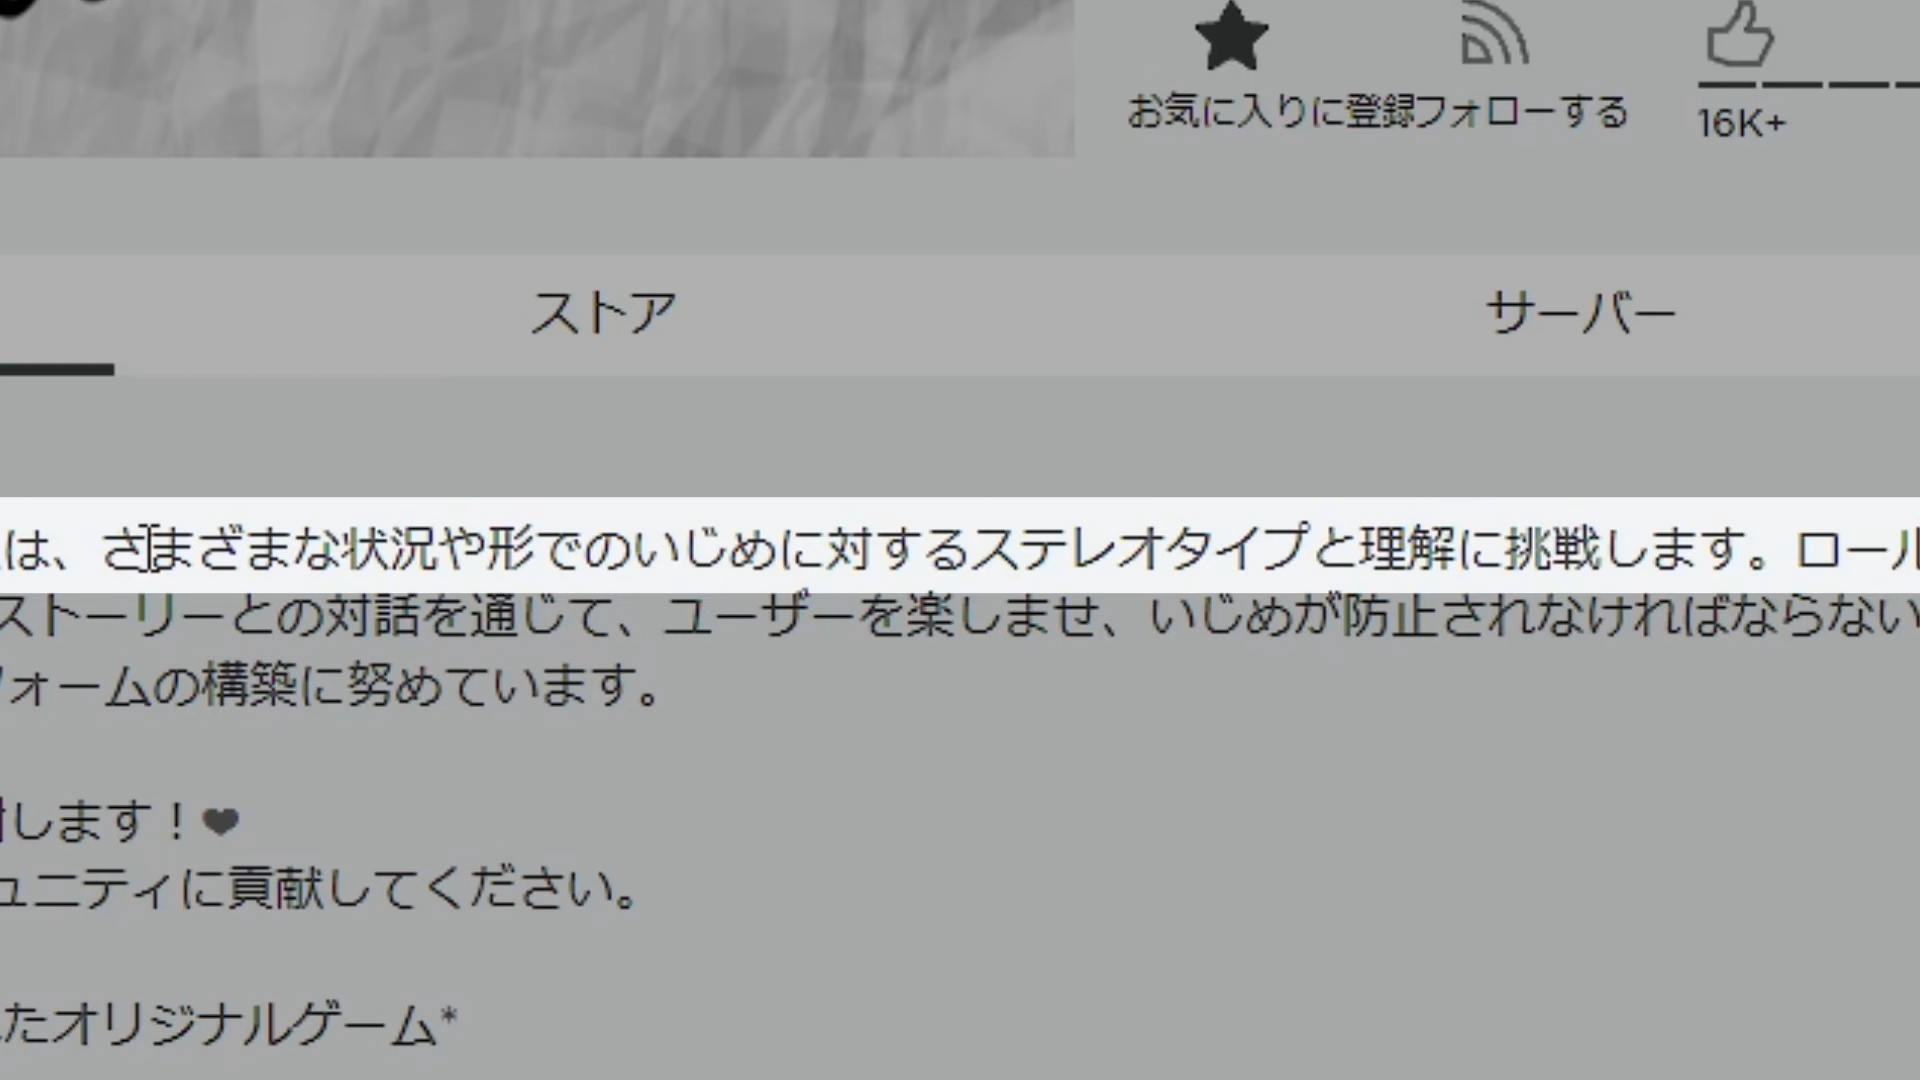 お気に入りに登録フォローする
16K+
ストア
サーバー
は、さまざまな状況や形でのいじめに対するステレオタイプと理解に挑戦します。ロール
ストーリーとの対話を通じて、ユーザーを楽しませ、いじめが防止されなければならない
ォームの構築に努めています。
します！❤
ュニティに貢献してください。
たオリジナルゲーム*